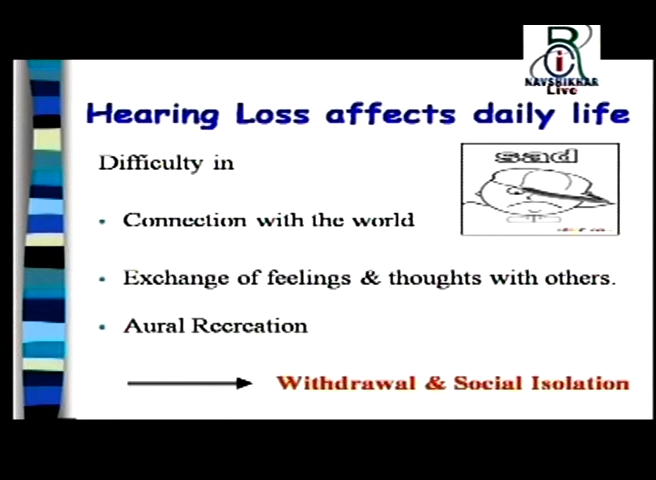 NAVSHIKHAR
Live
Hearing Loss affects daily life
Difficulty in
sad
• Connection with the world
• Exchange of feelings & thoughts with others.
• Aural Recreation
Withdrawal & Social Isolation